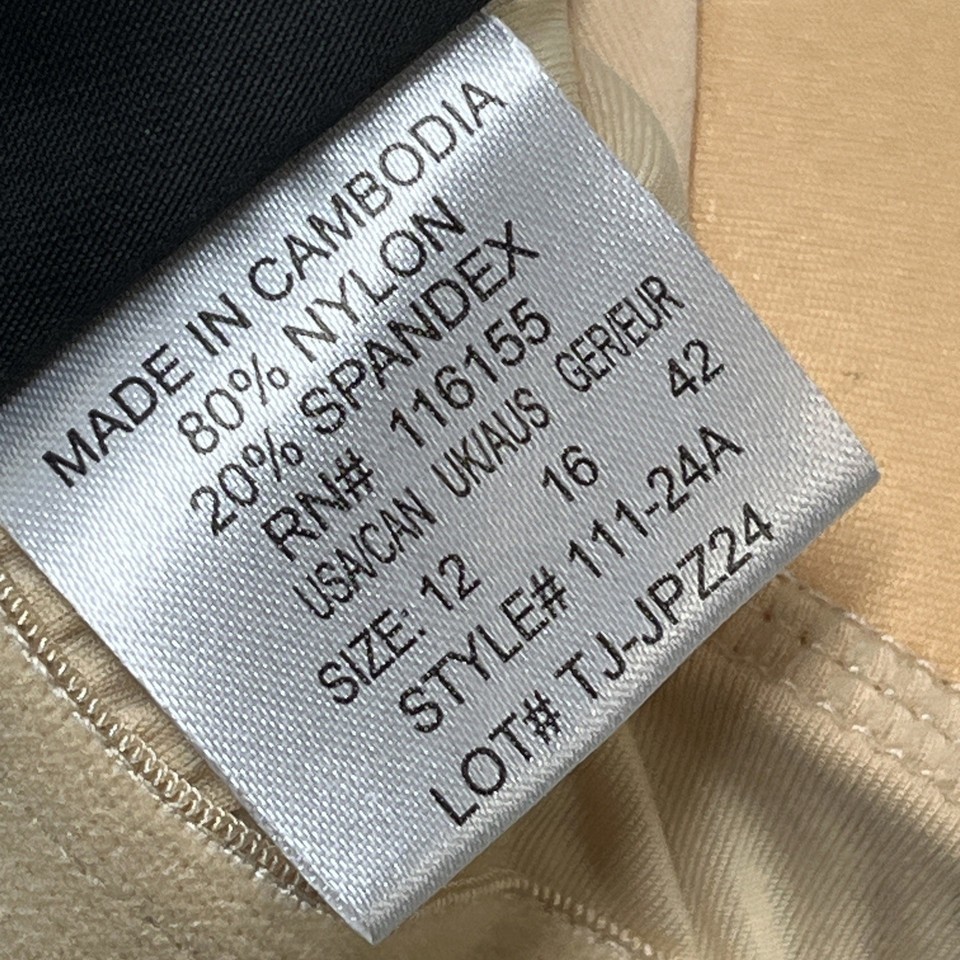 MADE IN CAMBODIA
80% NYLON
20% SPANDEX
RN# 116155
USA/CAN UK/AUS GER/EUR
SIZE: 12 16 42
STYLE# 111-24A
LOT# TJ-JPZ24